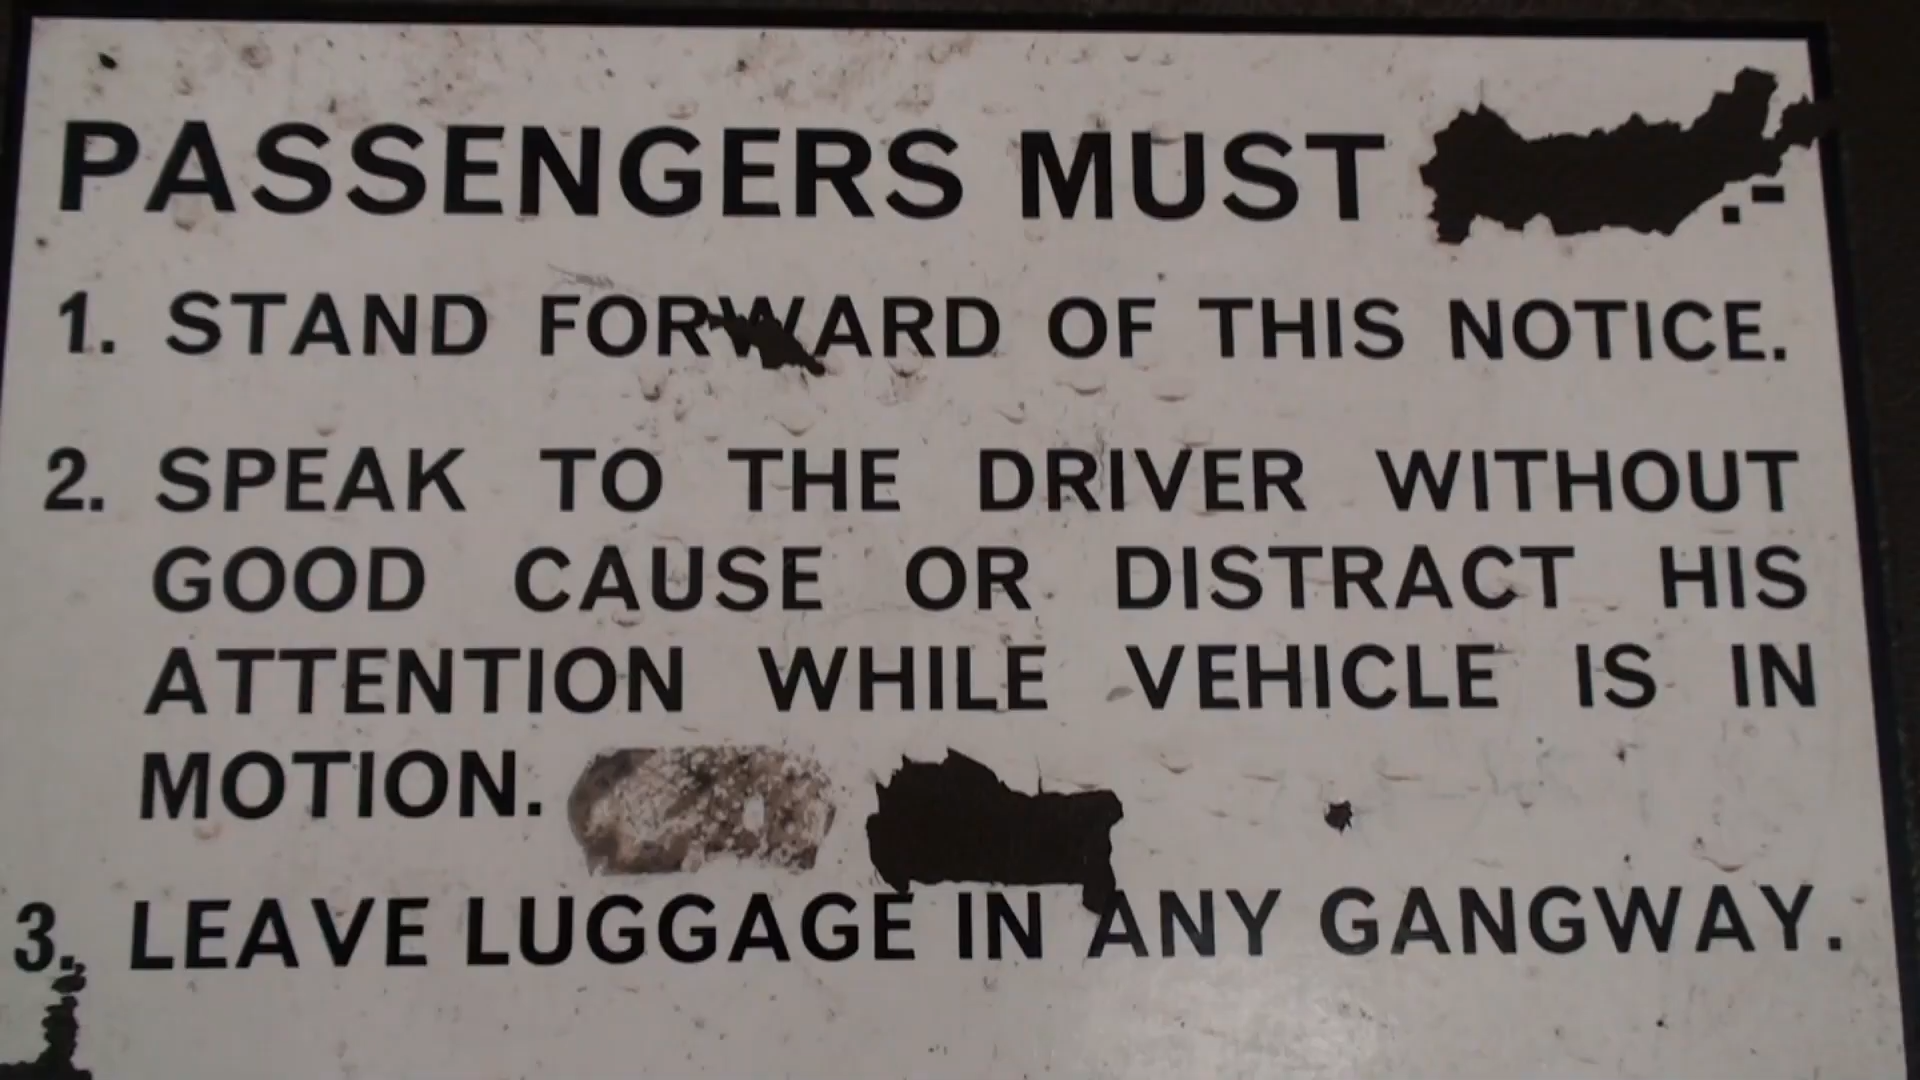 PASSENGERS MUST :-
1. STAND FORWARD OF THIS NOTICE.
2. SPEAK TO THE DRIVER WITHOUT
GOOD CAUSE OR DISTRACT HIS
ATTENTION WHILE VEHICLE IS IN
MOTION.
3. LEAVE LUGGAGE IN ANY GANGWAY.